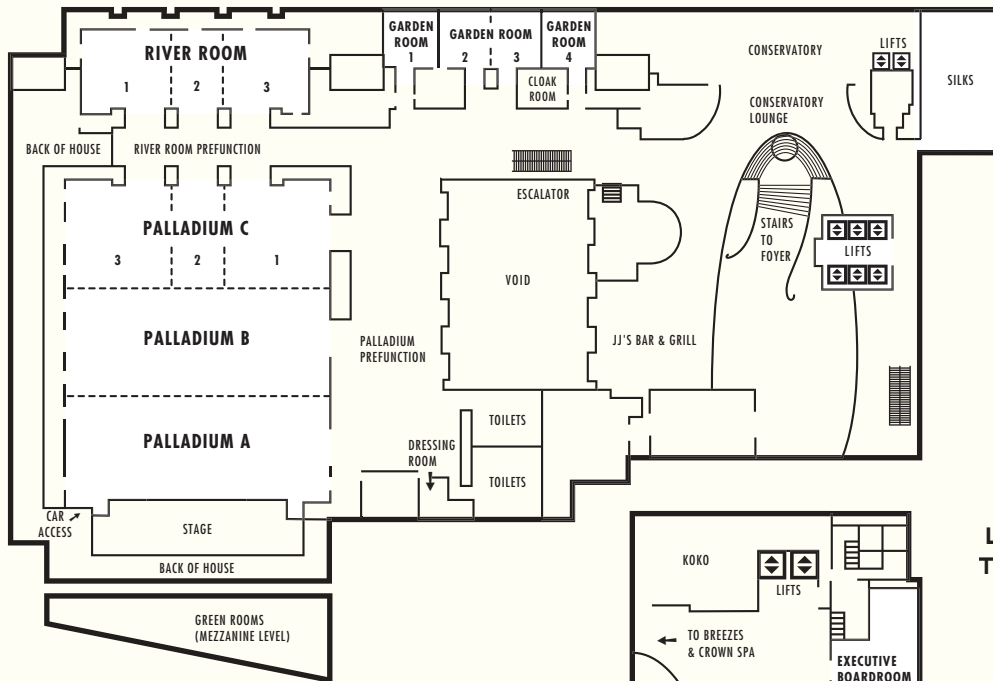 GARDEN
ROOM
1
GARDEN ROOM
2
3
GARDEN
ROOM
4
CONSERVATORY
LIFTS
SILKS
RIVER ROOM
1
2
3
CLOAK
ROOM
CONSERVATORY
LOUNGE
BACK OF HOUSE
RIVER ROOM PREFUNCTION
ESCALATOR
PALLADIUM C
3
2
1
STAIRS
TO
FOYER
LIFTS
VOID
PALLADIUM B
PALLADIUM
PREFUNCTION
JJ'S BAR & GRILL
PALLADIUM A
TOILETS
DRESSING
ROOM
TOILETS
CAR
ACCESS
STAGE
BACK OF HOUSE
GREEN ROOMS
(MEZZANINE LEVEL)
KOKO
LIFTS
TO BREEZES
& CROWN SPA
EXECUTIVE
BOARDROOM
L
T